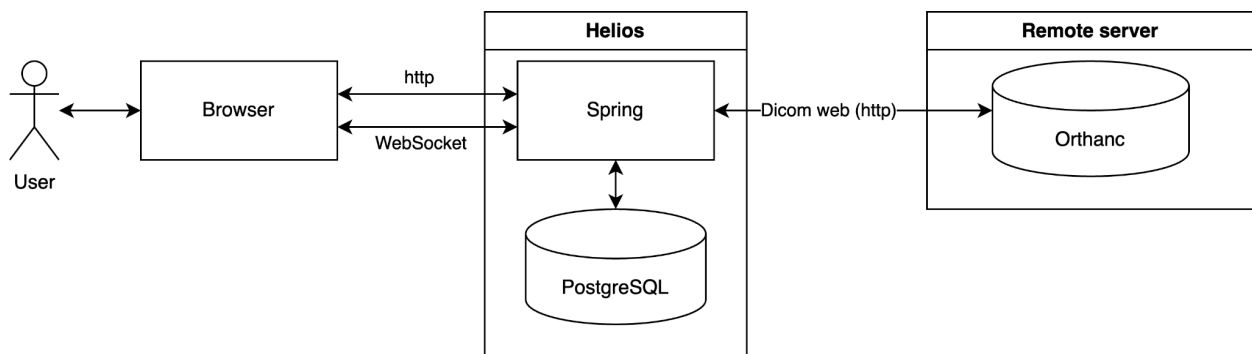 Helios
Remote server
http
Browser
Spring
Dicom web (http)
WebSocket
Orthanc
User
PostgreSQL